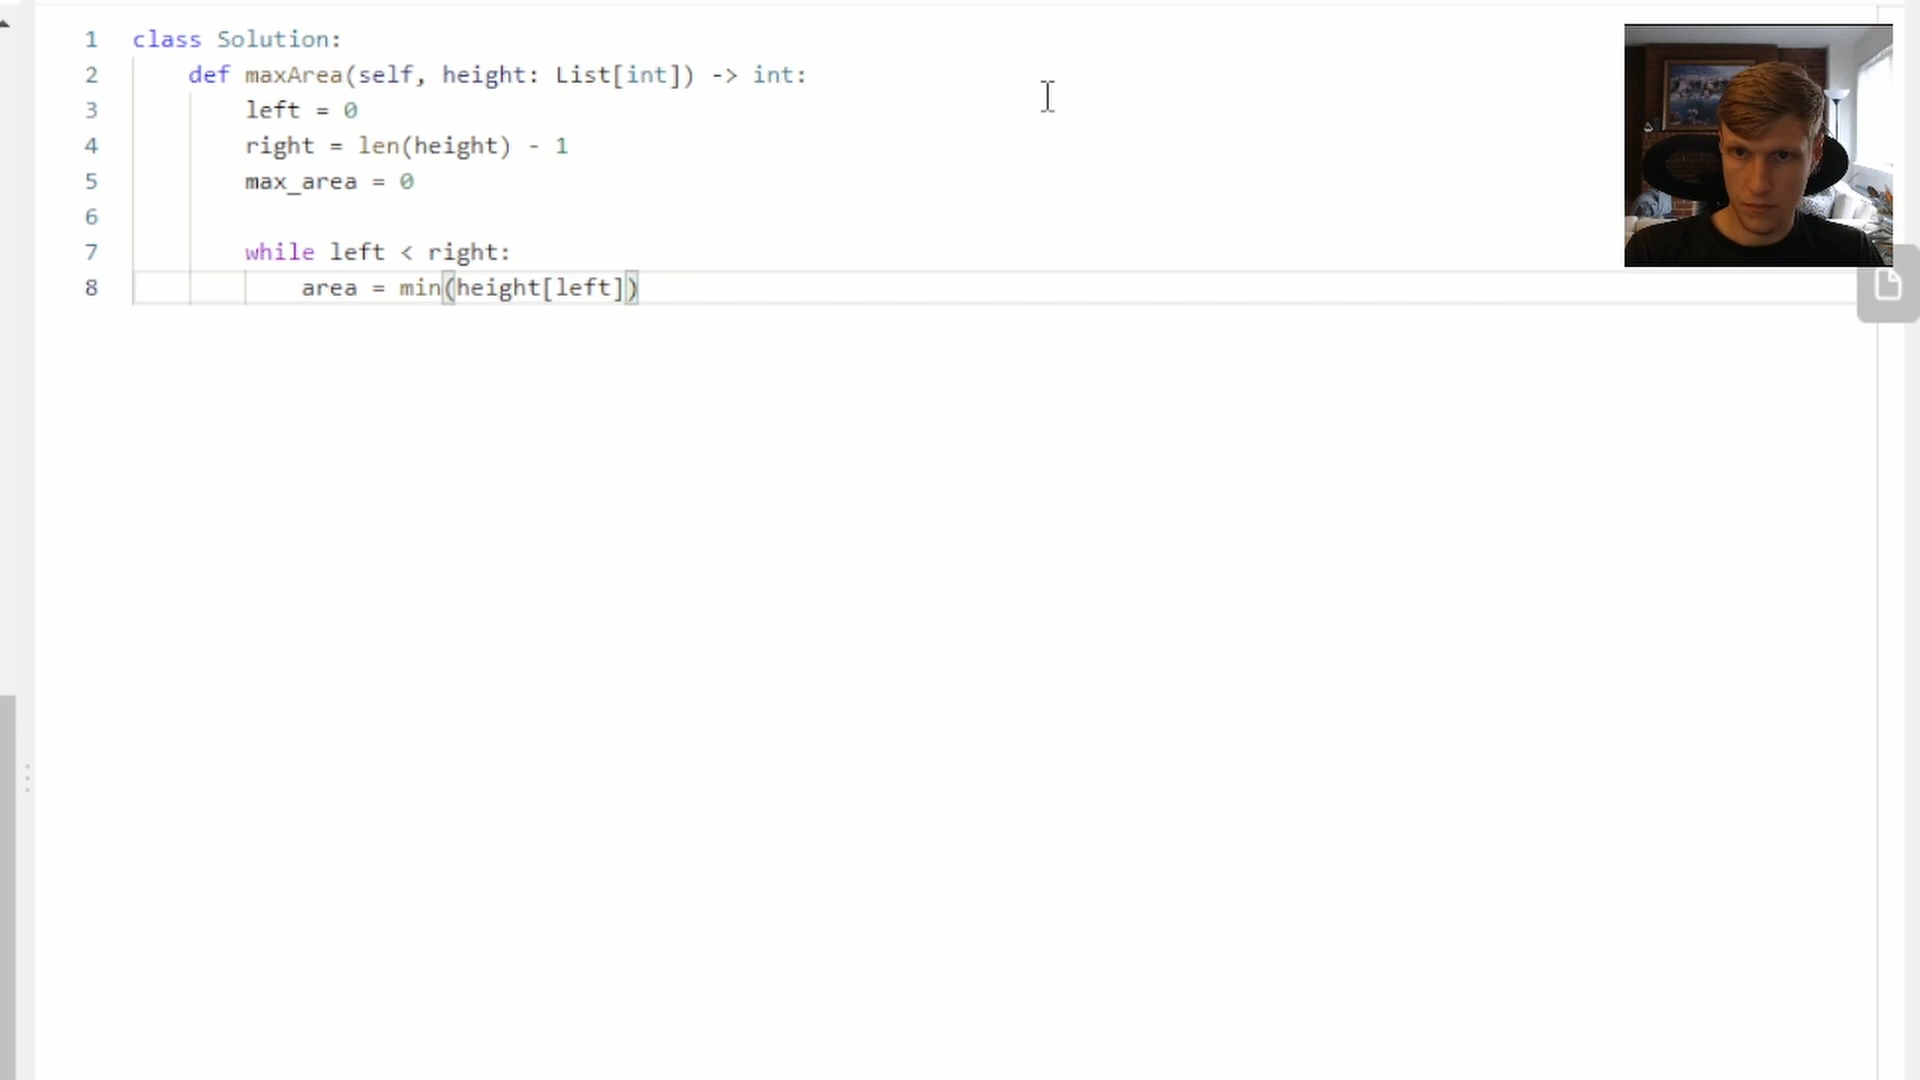 1 class Solution:
2 def maxArea(self, height: List[int]) -> int:
3 left = 0
4 right = len(height) - 1
5 max_area = 0
6
7 while left < right:
8 area = min(height[left])